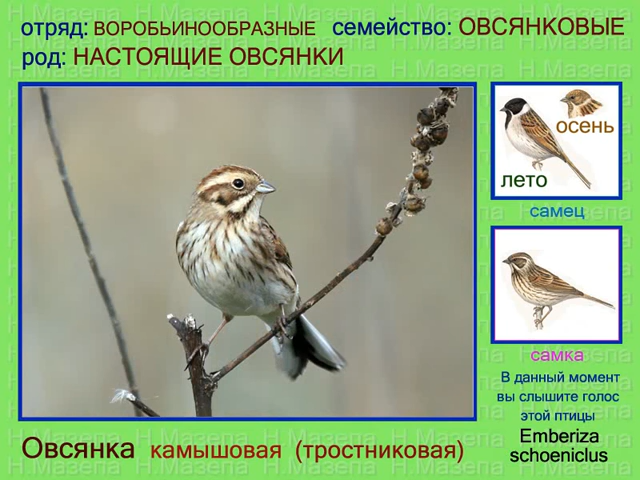 отряд: ВОРОБЬИНООБРАЗНЫЕ семейство: ОВСЯНКОВЫЕ
род: НАСТОЯЩИЕ ОВСЯНКИ
осень
лето
самец
самка
В данный момент
вы слышите голос
этой птицы
Emberiza
schoeniclus
Овсянка камышовая (тростниковая)
Н.Мазепа